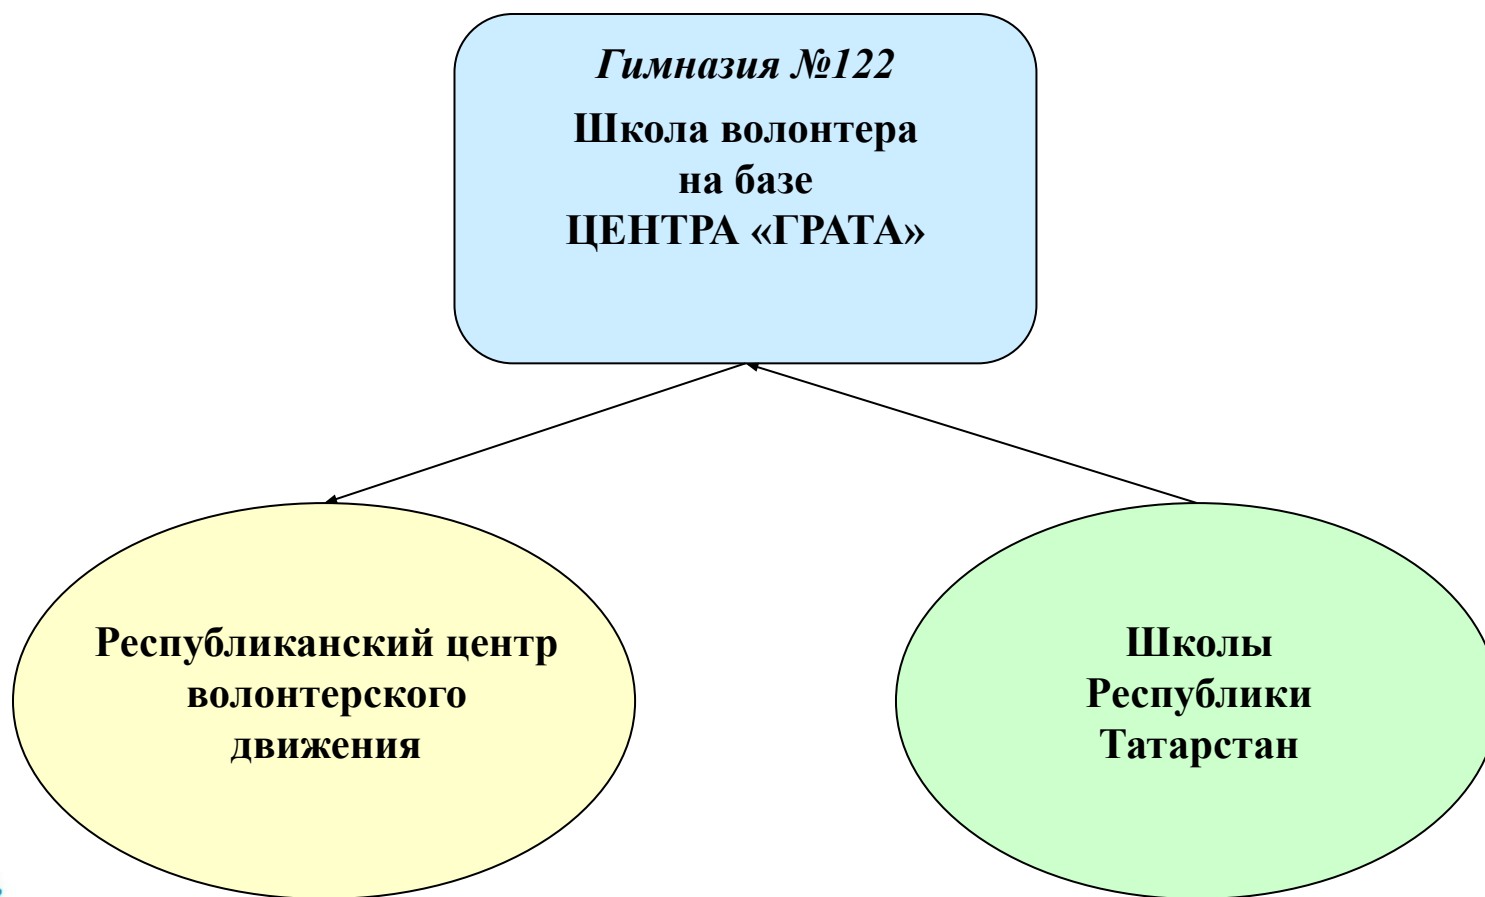 Гимназия №122
Школа волонтера
на базе
ЦЕНТРА «ГРАТА»
Республиканский центр
волонтерского
движения
Школы
Республики
Татарстан